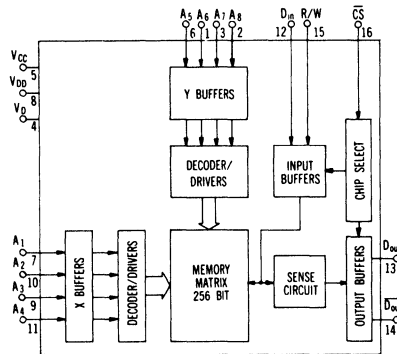 A5 A6 A7 A8 Din R/W C̅S̅
6 1 3 2 12 15 16
VCC
5
VDD
8
VD
4
Y BUFFERS
DECODER/
DRIVERS
INPUT
BUFFERS
CHIP SELECT
A1
7
A2
10
A3
9
A4
11
X BUFFERS
DECODER/DRIVERS
MEMORY
MATRIX
256 BIT
SENSE
CIRCUIT
OUTPUT BUFFERS
Dou
13
D̅o̅u̅
14